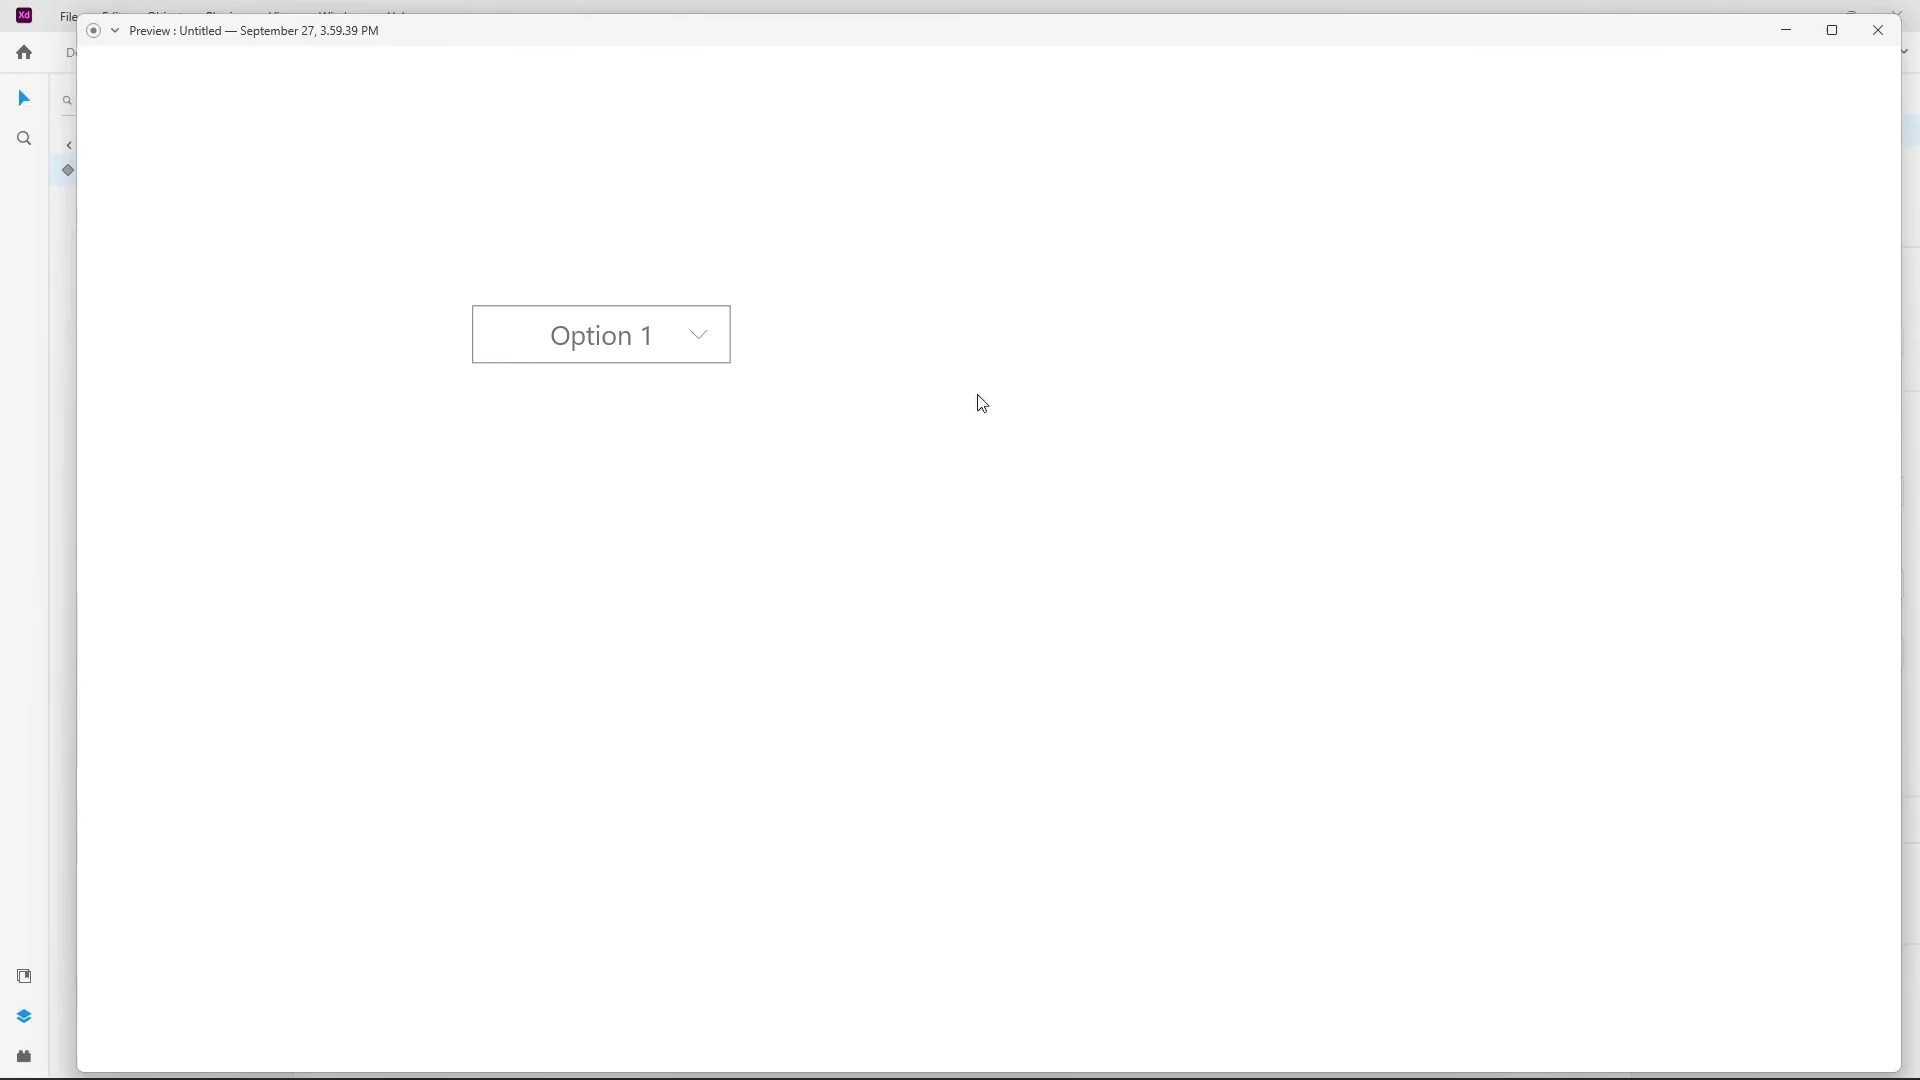 Xd
File
Preview : Untitled — September 27, 3.59.39 PM
Option 1